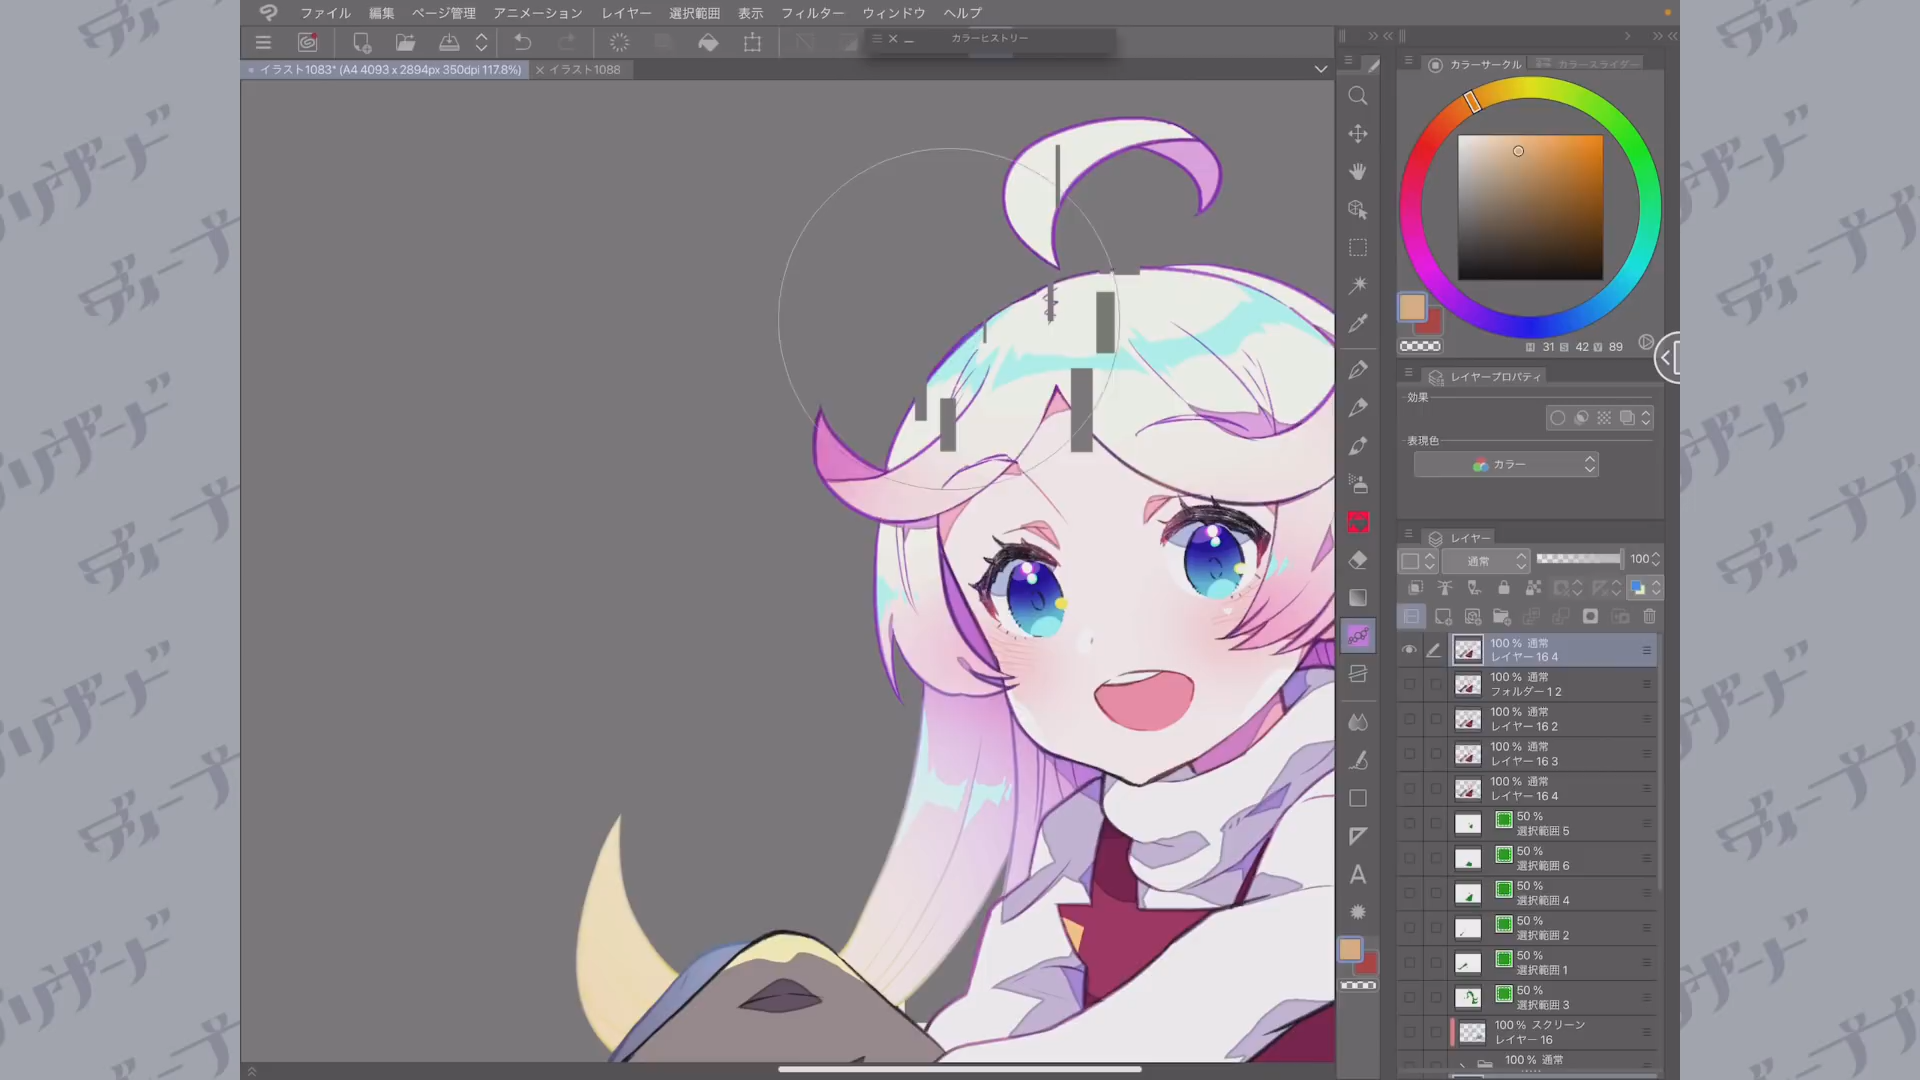 ファイル 編集 ページ管理 アニメーション レイヤー 選択範囲 表示 フィルター ウィンドウ ヘルプ
カラーヒストリー
イラスト1083* (A4 4093 x 2894px 350dpi 117.8%) イラスト1088
カラーサークル カラースライダー
H 31 S 42 V 89
レイヤープロパティ
効果
表現色
カラー
レイヤー
通常 100
100 % 通常
レイヤー 16 4
100 % 通常
フォルダー 1 2
100 % 通常
レイヤー 16 2
100 % 通常
レイヤー 16 3
100 % 通常
レイヤー 16 4
50 %
選択範囲 5
50 %
選択範囲 6
50 %
選択範囲 4
50 %
選択範囲 2
50 %
選択範囲 1
50 %
選択範囲 3
100 % スクリーン
レイヤー 16
100 % 通常